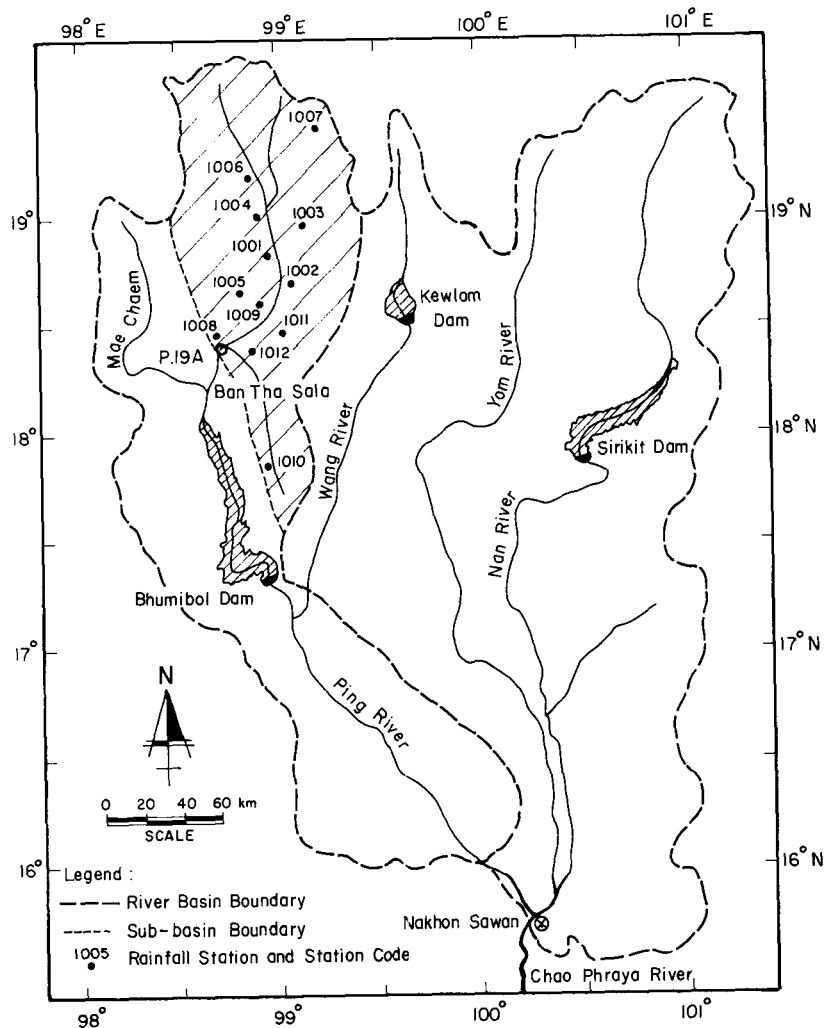 98° E
99° E
100° E
101° E
1007
1006
1004
1003
19°
19° N
1001
1002
1005
1009
Kewlom
Dam
Mae Chaem
1008
1011
P.19A
1012
Yom River
Ban Tha Sala
18°
18° N
Sirikit Dam
1010
Wang River
Nan River
Bhumibol Dam
17°
17° N
N
Ping River
0 20 40 60 km
SCALE
16°
16° N
Legend :
River Basin Boundary
Sub-basin Boundary
1005 Rainfall Station and Station Code
Nakhon Sawan
Chao Phraya River
98°
99°
100°
101°